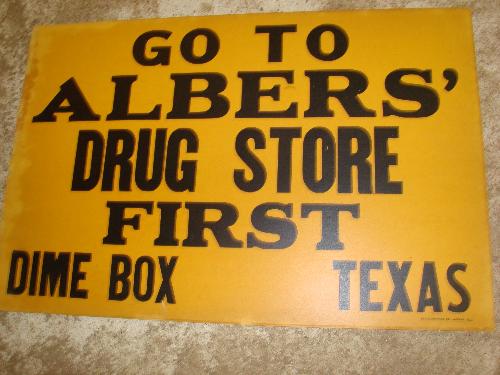 GO TO
ALBERS'
DRUG STORE
FIRST
DIME BOX TEXAS